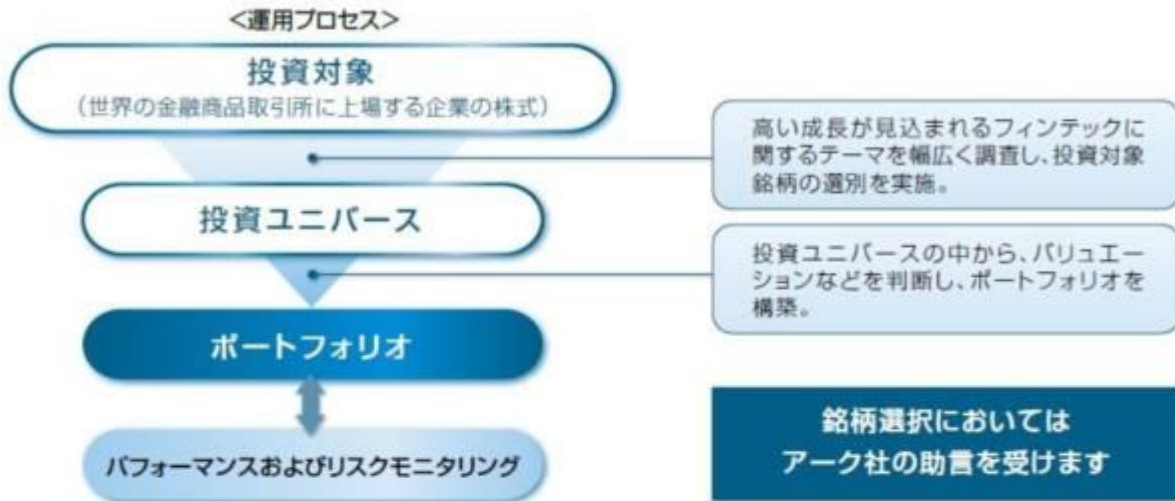 <運用プロセス>
投資対象
（世界の金融商品取引所に上場する企業の株式）
高い成長が見込まれるフィンテックに
関するテーマを幅広く調査し、投資対象
銘柄の選別を実施。
投資ユニバース
投資ユニバースの中から、バリュエー
ションなどを判断し、ポートフォリオを
構築。
ポートフォリオ
パフォーマンスおよびリスクモニタリング
銘柄選択においては
アーク社の助言を受けます